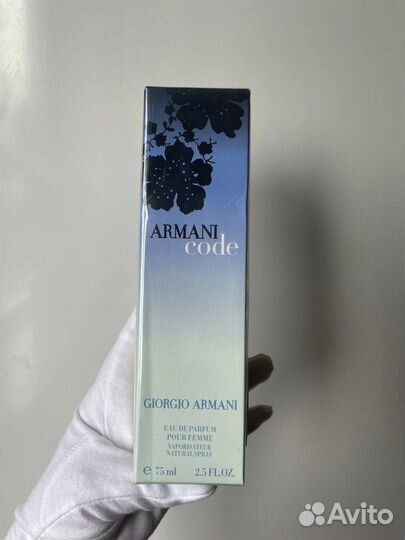 ARMANI
code
GIORGIO ARMANI
EAU DE PARFUM
POUR FEMME
VAPORISATEUR
NATURAL SPRAY
e 75 ml 2.5 FL.OZ.
Avito